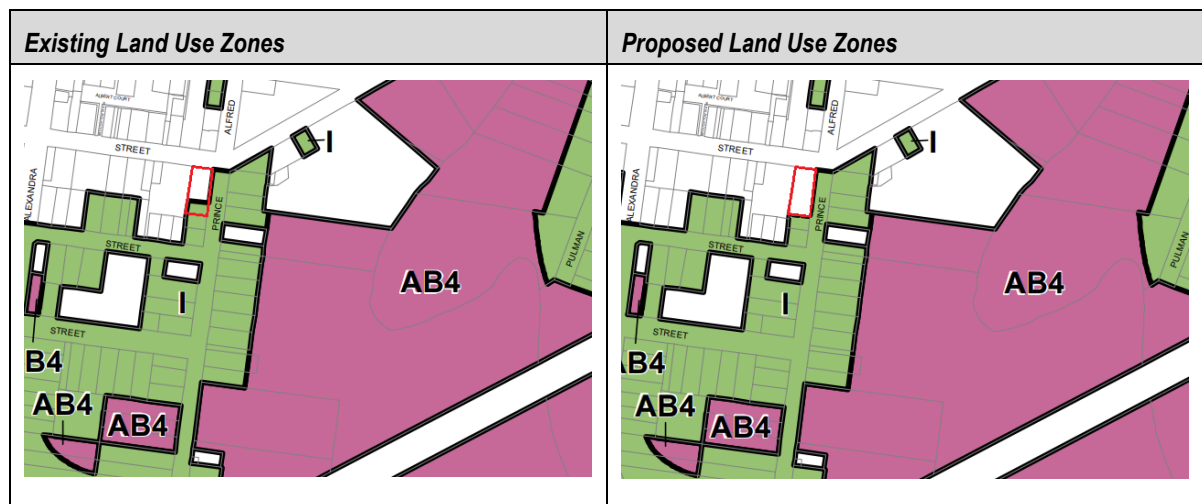 Existing Land Use Zones
Proposed Land Use Zones
ALBERT COURT
ALFRED
STREET
I
ALEXANDRA
PRINCE
STREET
PULMAN
AB4
I
STREET
B4
AB4
AB4
ALBERT COURT
ALFRED
STREET
I
ALEXANDRA
PRINCE
STREET
PULMAN
AB4
I
STREET
AB4
AB4
AB4